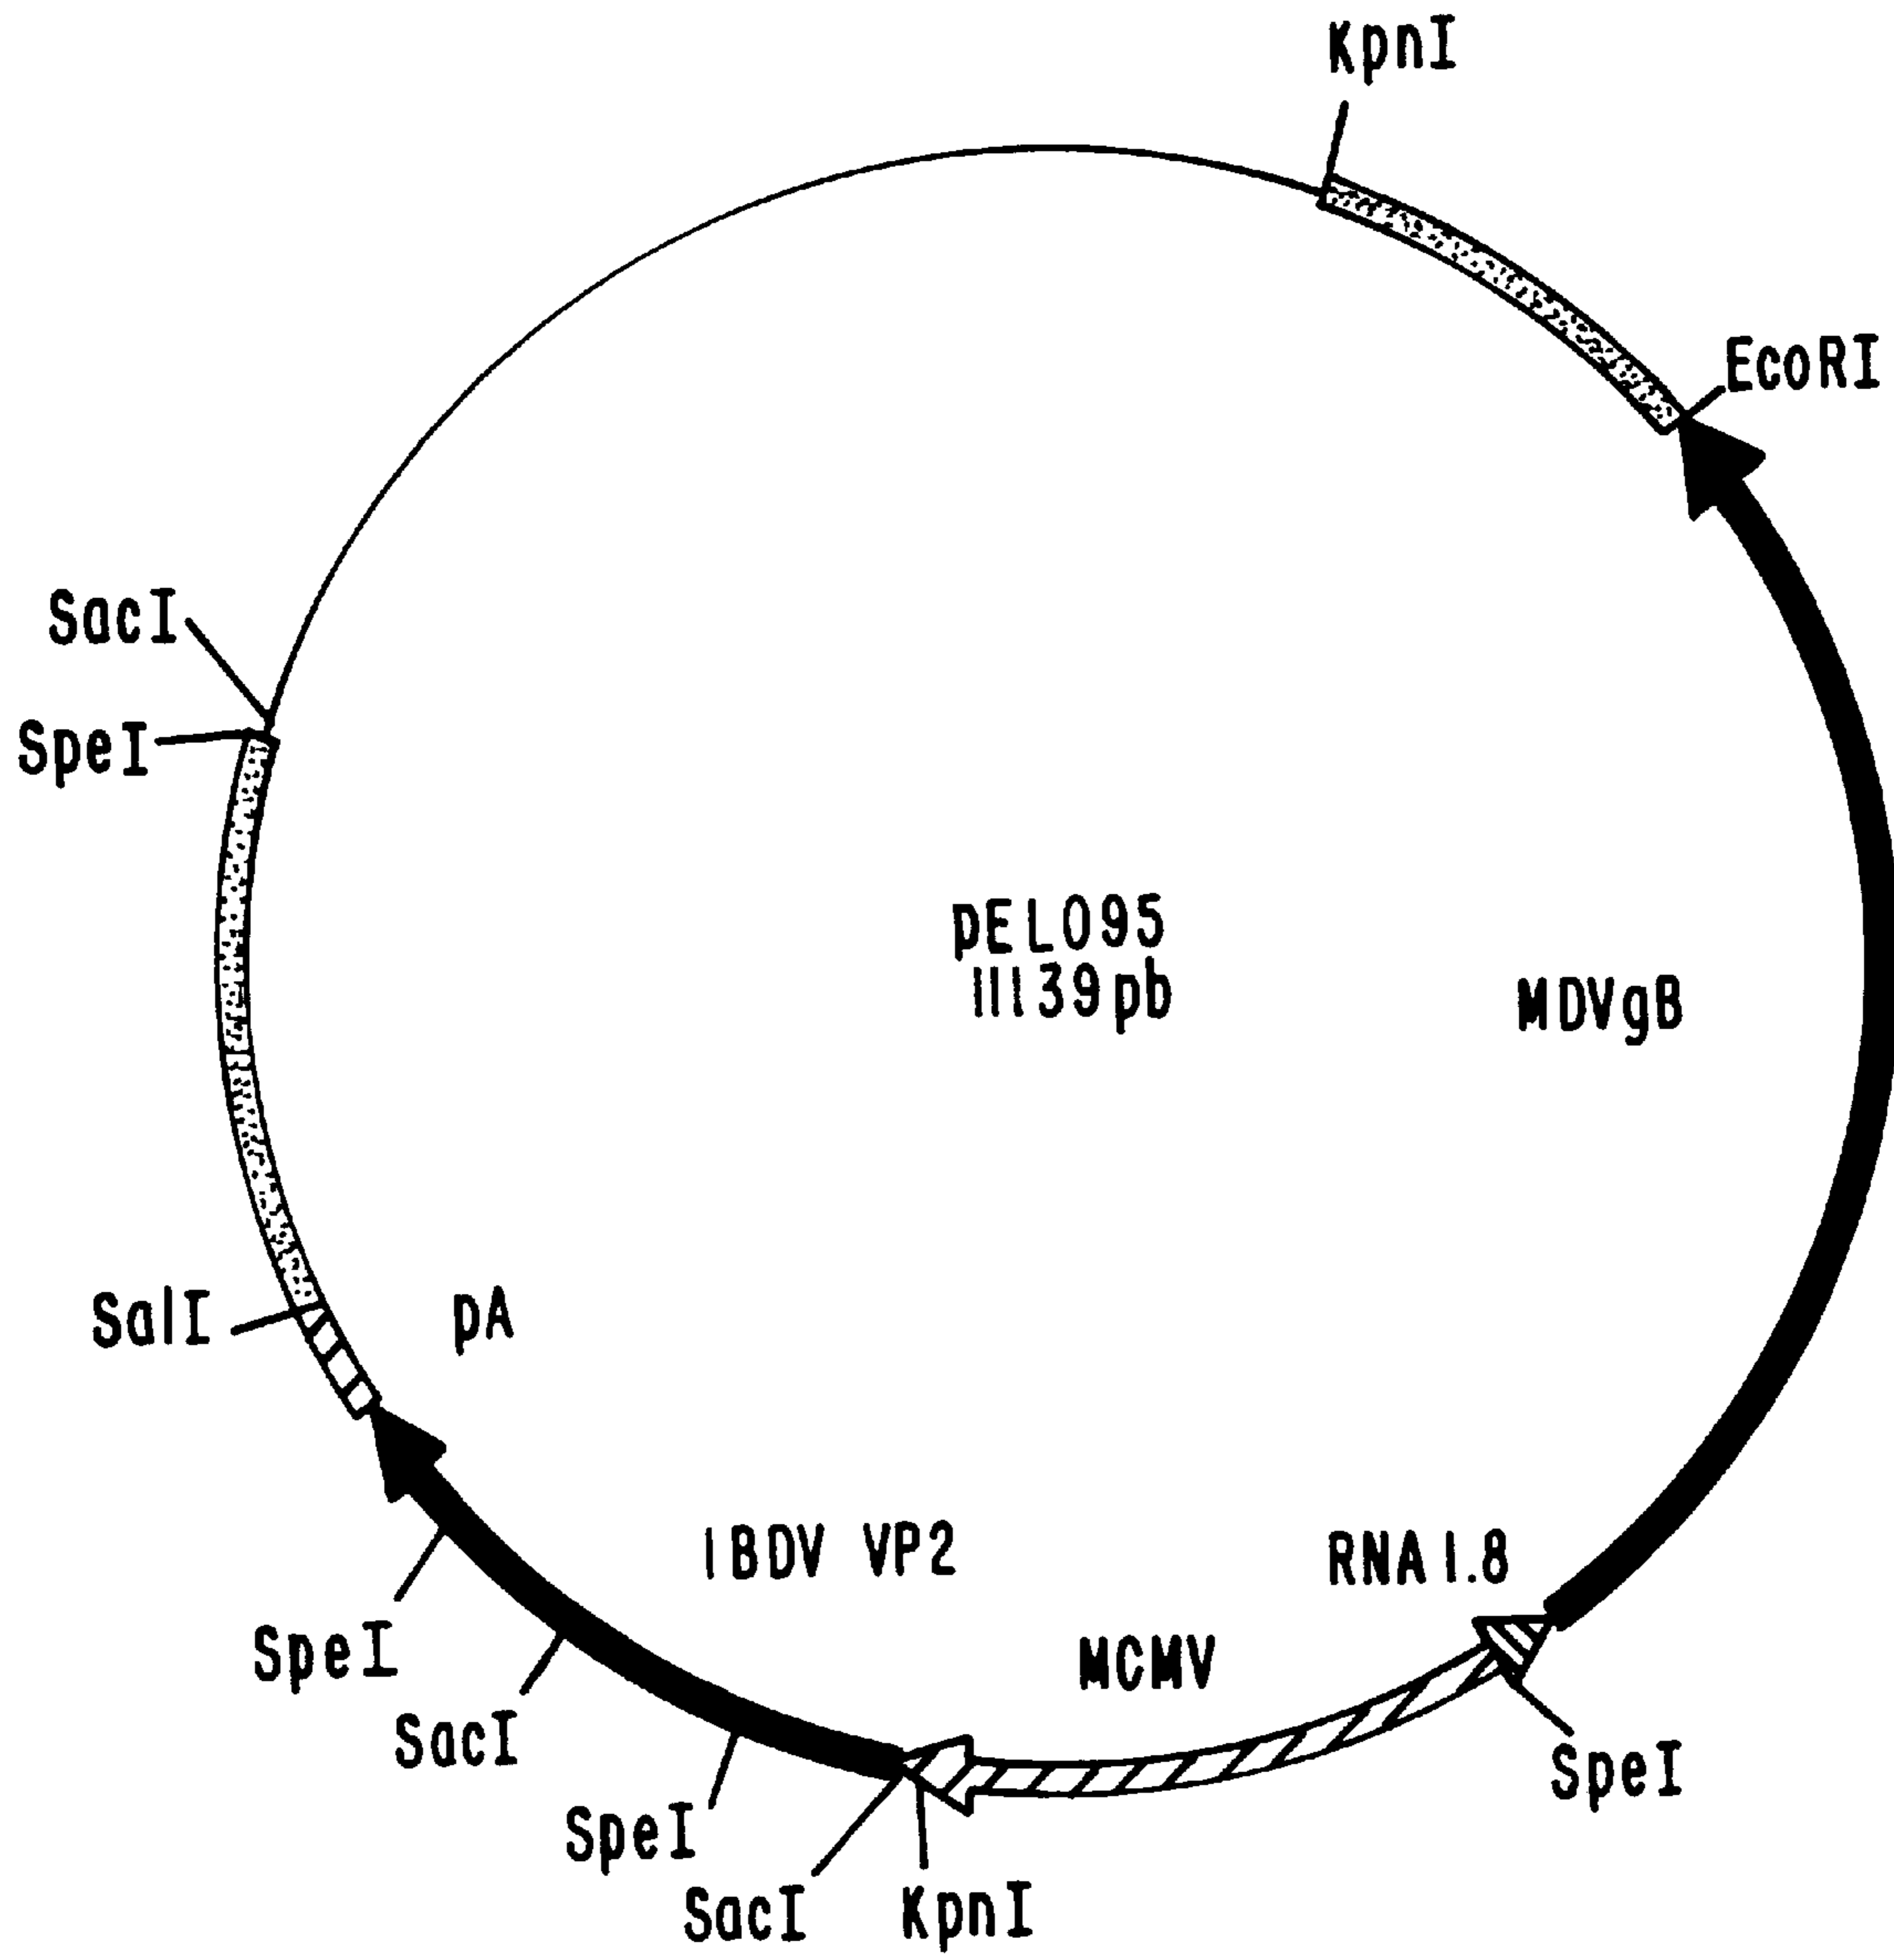 KpnI
EcoRI
SacI
SpeI
pEL095
11139pb
MDVgB
SalI
pA
IBDV VP2
RNA1.8
MCMV
SpeI
SacI
SpeI
SpeI
SacI
KpnI